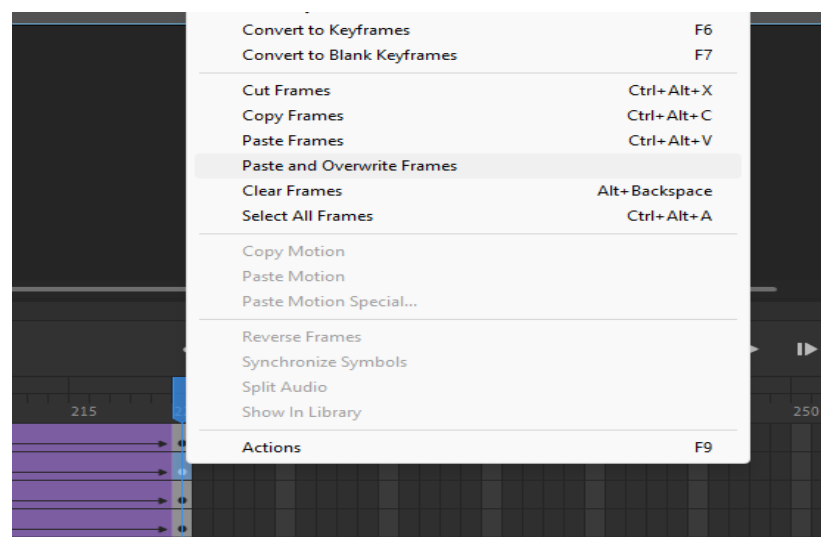 Convert to Keyframes F6
Convert to Blank Keyframes F7
Cut Frames Ctrl+Alt+X
Copy Frames Ctrl+Alt+C
Paste Frames Ctrl+Alt+V
Paste and Overwrite Frames
Clear Frames Alt+Backspace
Select All Frames Ctrl+Alt+A
Copy Motion
Paste Motion
Paste Motion Special...
Reverse Frames
Synchronize Symbols
Split Audio
Show In Library
215 250
Actions F9